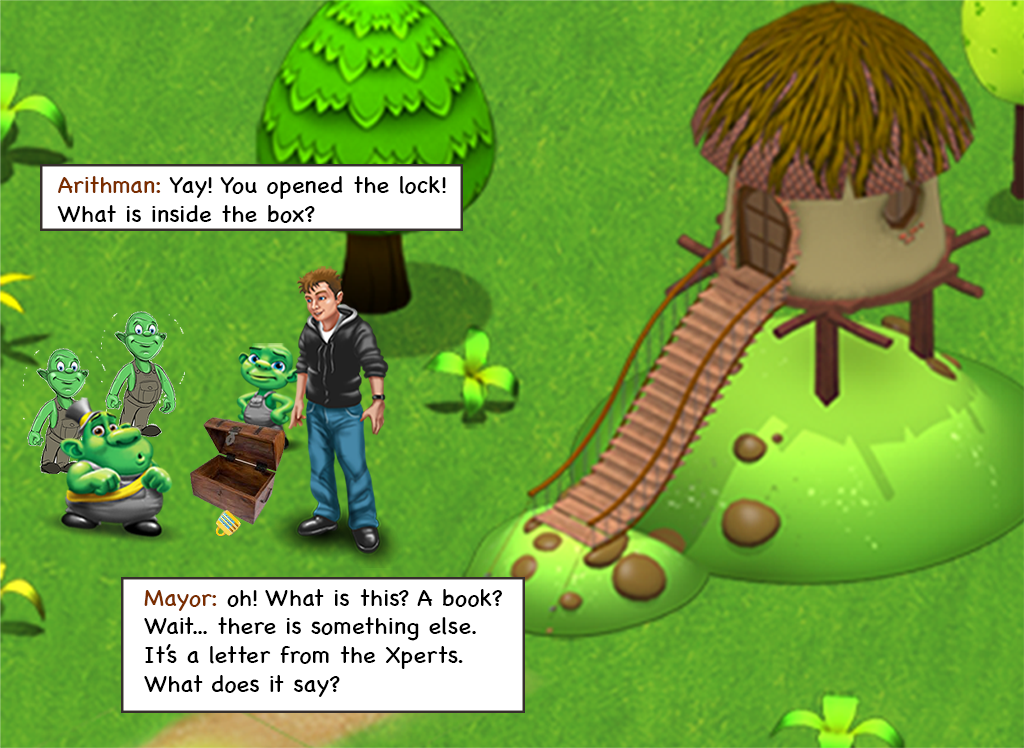 Arithman: Yay! You opened the lock!
What is inside the box?
Mayor: oh! What is this? A book?
Wait... there is something else.
It's a letter from the Xperts.
What does it say?